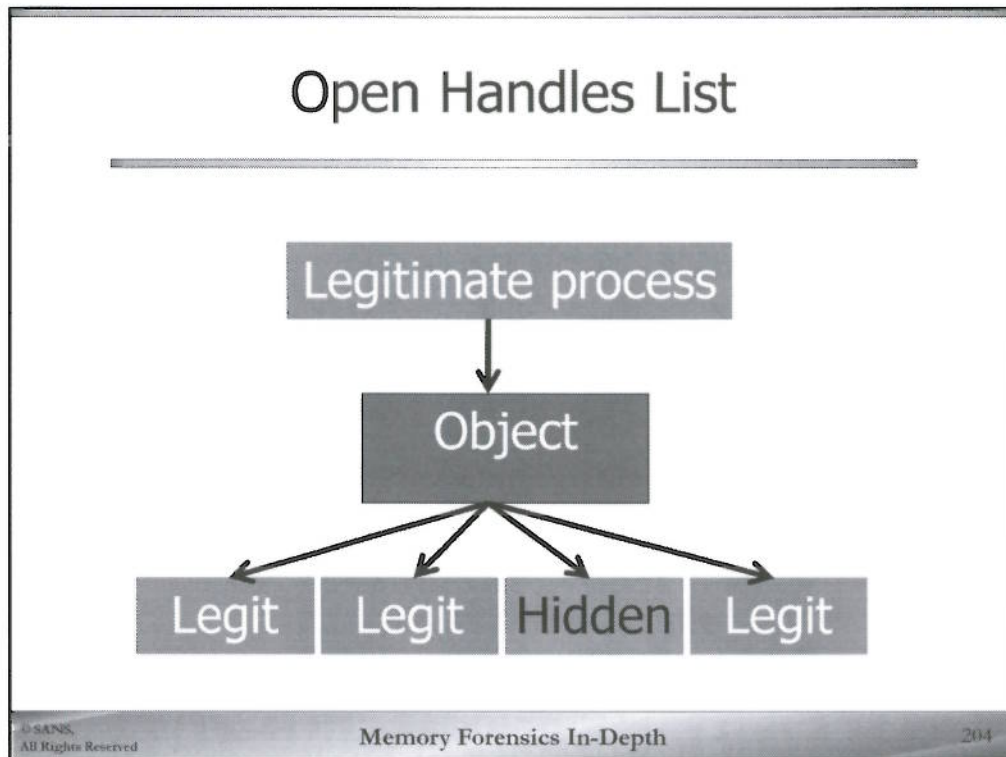 Open Handles List
Legitimate process
Object
Legit Legit Hidden Legit
© SANS,
All Rights Reserved
Memory Forensics In-Depth
204